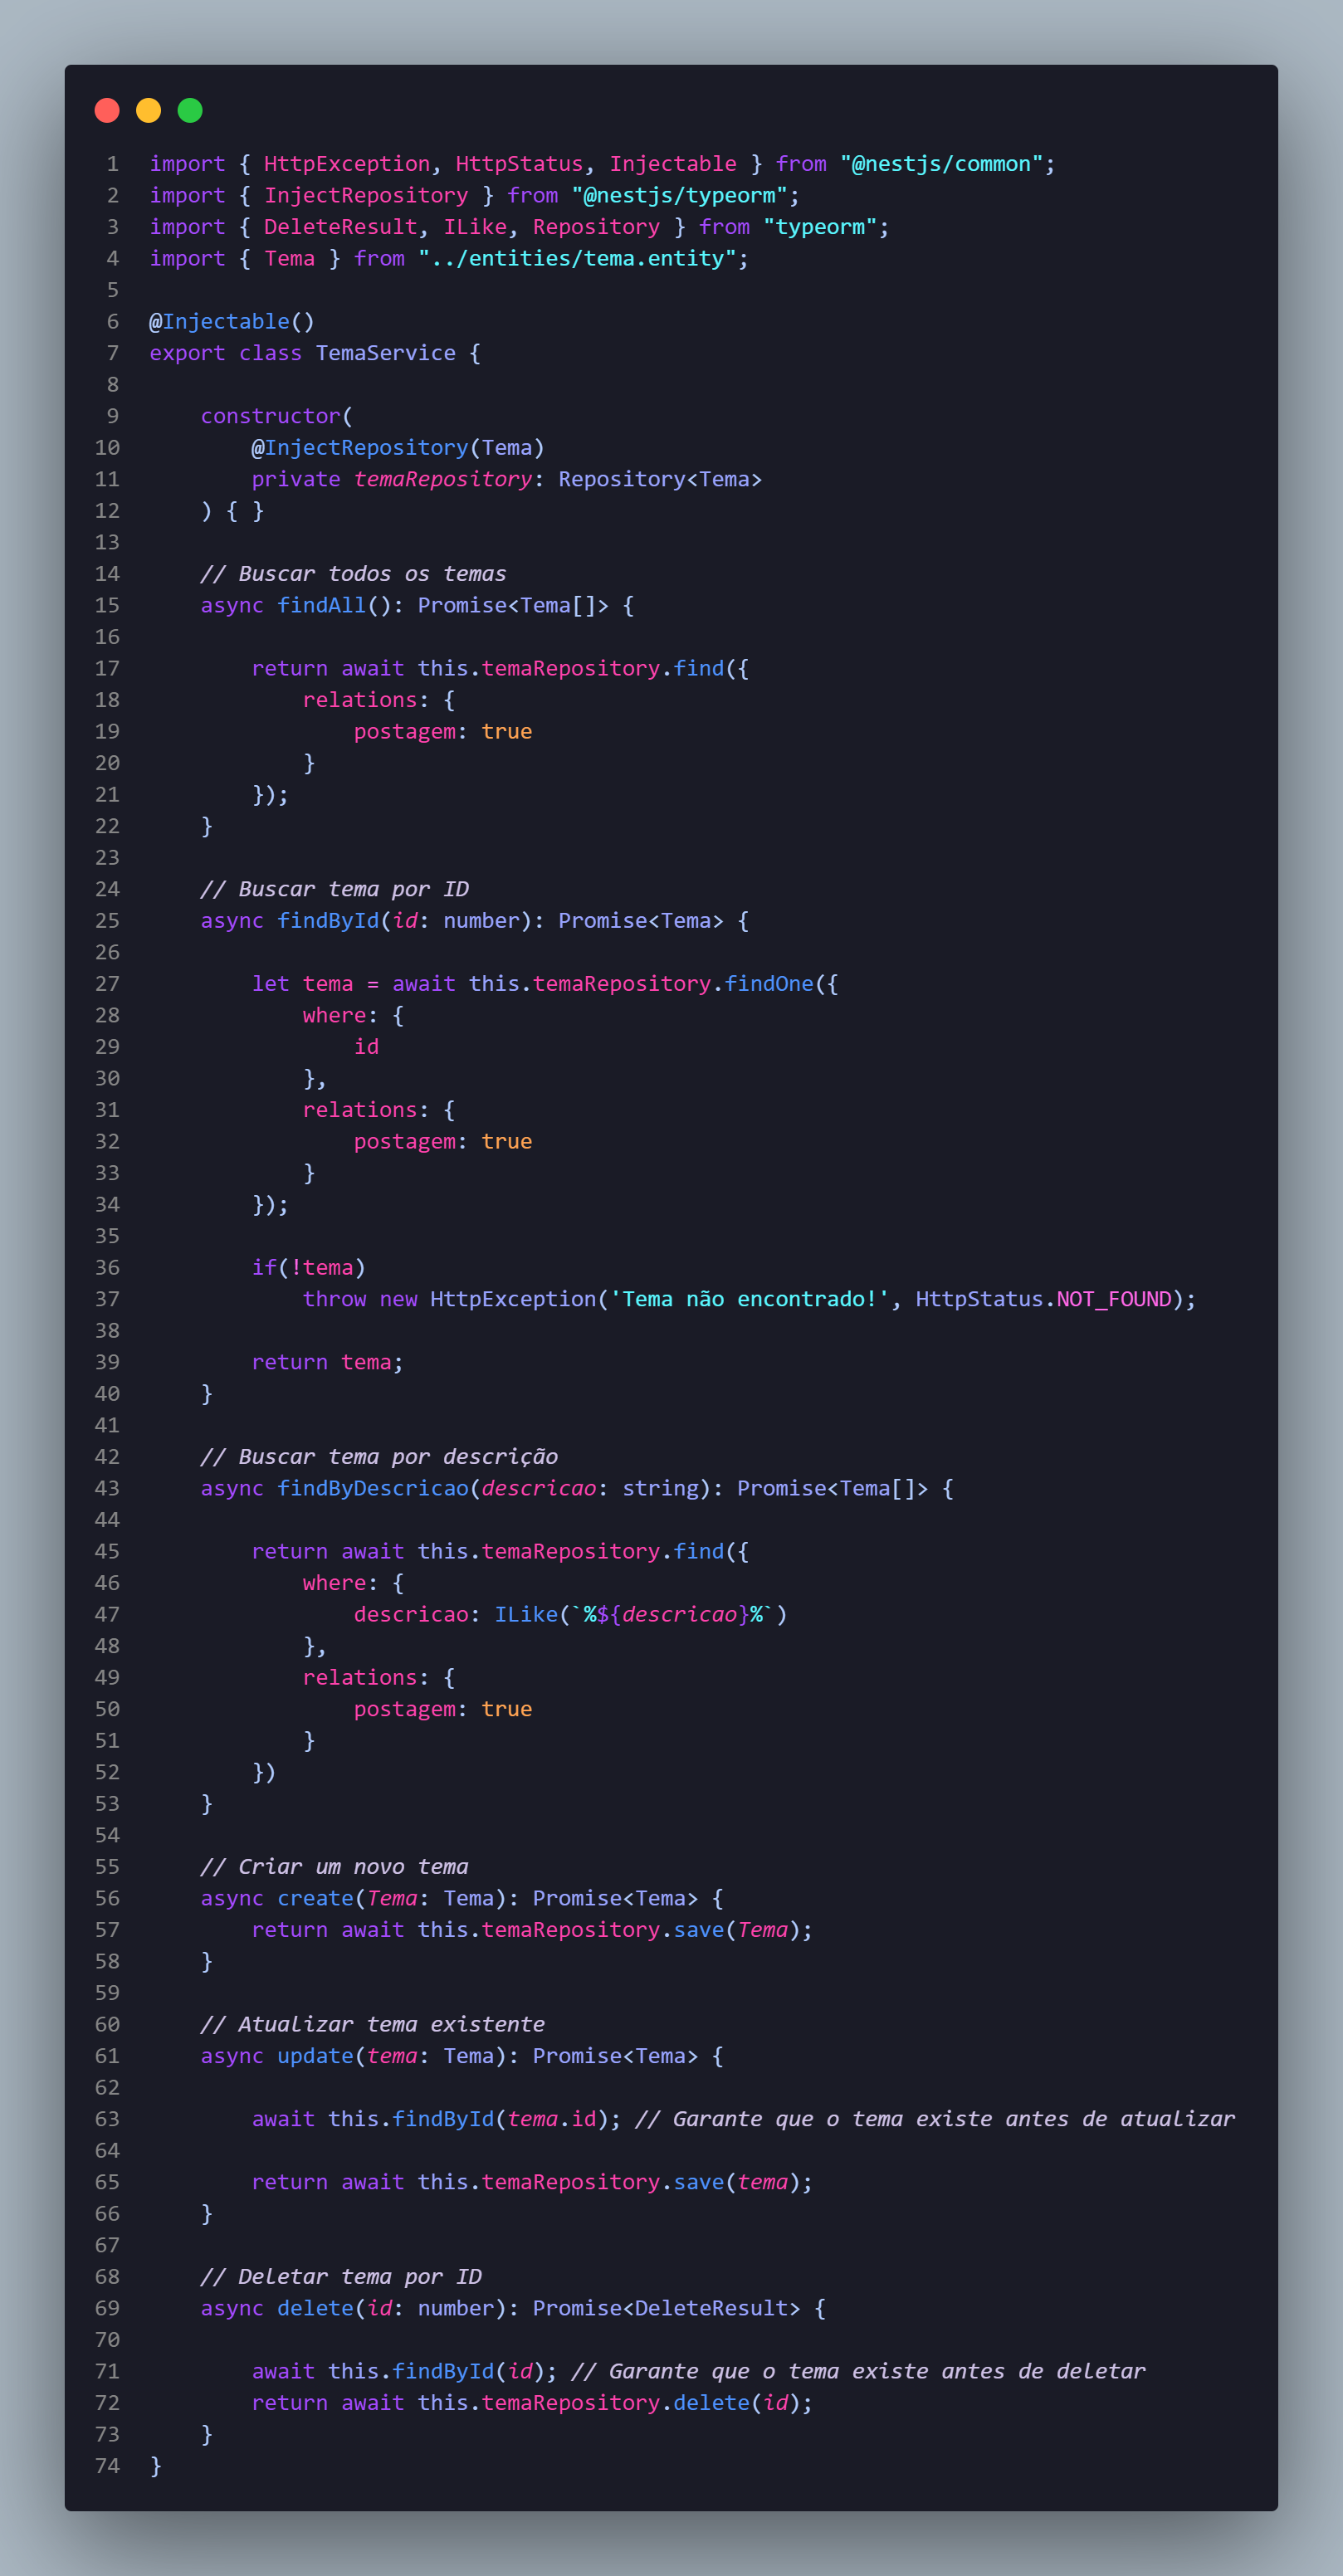 1 import { HttpException, HttpStatus, Injectable } from "@nestjs/common";
2 import { InjectRepository } from "@nestjs/typeorm";
3 import { DeleteResult, ILike, Repository } from "typeorm";
4 import { Tema } from "../entities/tema.entity";
5
6 @Injectable()
7 export class TemaService {
8
9     constructor(
10         @InjectRepository(Tema)
11         private temaRepository: Repository<Tema>
12     ) { }
13
14     // Buscar todos os temas
15     async findAll(): Promise<Tema[]> {
16
17         return await this.temaRepository.find({
18             relations: {
19                 postagem: true
20             }
21         });
22     }
23
24     // Buscar tema por ID
25     async findById(id: number): Promise<Tema> {
26
27         let tema = await this.temaRepository.findOne({
28             where: {
29                 id
30             },
31             relations: {
32                 postagem: true
33             }
34         });
35
36         if(!tema)
37             throw new HttpException('Tema não encontrado!', HttpStatus.NOT_FOUND);
38
39         return tema;
40     }
41
42     // Buscar tema por descrição
43     async findByDescricao(descricao: string): Promise<Tema[]> {
44
45         return await this.temaRepository.find({
46             where: {
47                 descricao: ILike(`%${descricao}%`)
48             },
49             relations: {
50                 postagem: true
51             }
52         })
53     }
54
55     // Criar um novo tema
56     async create(Tema: Tema): Promise<Tema> {
57         return await this.temaRepository.save(Tema);
58     }
59
60     // Atualizar tema existente
61     async update(tema: Tema): Promise<Tema> {
62
63         await this.findById(tema.id); // Garante que o tema existe antes de atualizar
64
65         return await this.temaRepository.save(tema);
66     }
67
68     // Deletar tema por ID
69     async delete(id: number): Promise<DeleteResult> {
70
71         await this.findById(id); // Garante que o tema existe antes de deletar
72         return await this.temaRepository.delete(id);
73     }
74 }